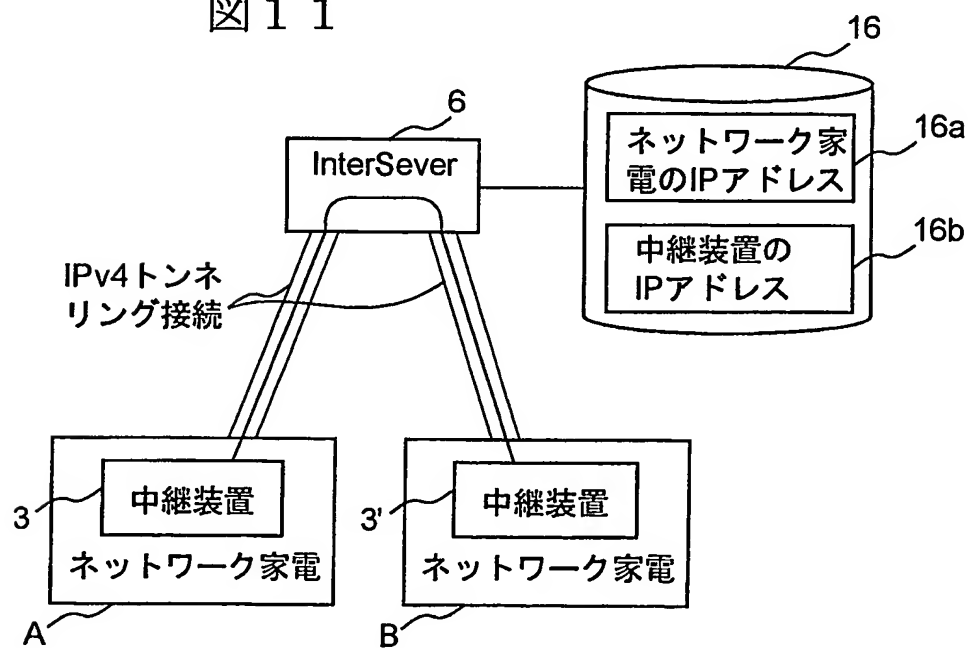 図11
16
6
InterSever
16a
ネットワーク家
電のIPアドレス
16b
中継装置の
IPアドレス
IPv4トンネ
リング接続
3
中継装置
ネットワーク家電
A
3'
中継装置
ネットワーク家電
B